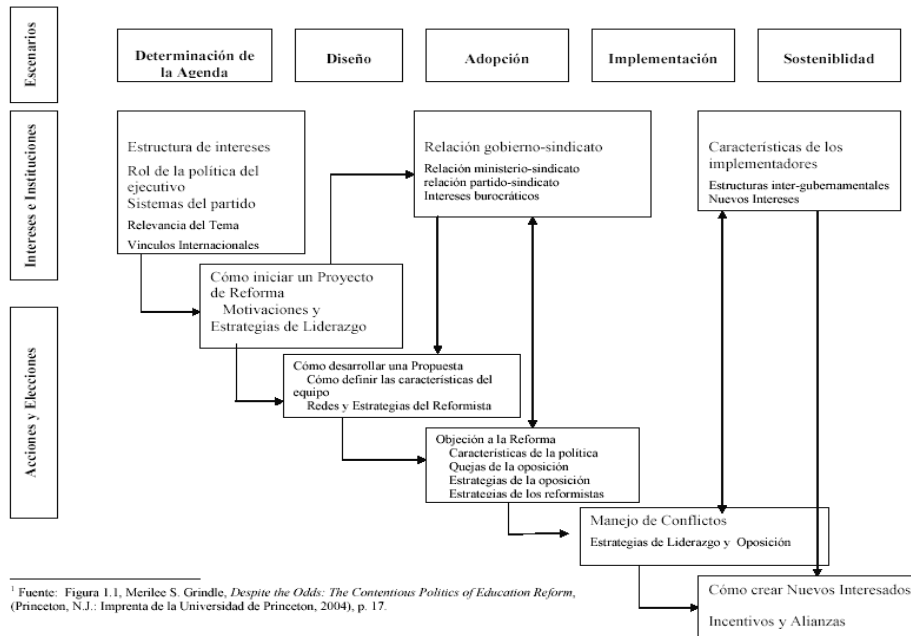 Escenarios
Determinación de
la Agenda
Diseño
Adopción
Implementación
Sosteniblidad
Intereses e Instituciones
Estructura de intereses
Rol de la política del
ejecutivo
Sistemas del partido
Relevancia del Tema
Vinculos Internacionales
Relación gobierno-sindicato
Relación ministerio-sindicato
relación partido-sindicato
Intereses burocráticos
Características de los
implementadores
Estructuras inter-gubernamentales
Nuevos Intereses
Acciones y Elecciones
Cómo iniciar un Proyecto
de Reforma
Motivaciones y
Estrategias de Liderazgo
Cómo desarrollar una Propuesta
Cómo definir las características del
equipo
Redes y Estrategias del Reformista
Objeción a la Reforma
Características de la política
Quejas de la oposición
Estrategias de la oposición
Estrategias de los reformistas
Manejo de Conflictos
Estrategias de Liderazgo y Oposición
Cómo crear Nuevos Interesados
Incentivos y Alianzas
1 Fuente: Figura 1.1, Merilee S. Grindle, Despite the Odds: The Contentious Politics of Education Reform,
(Princeton, N.J.: Imprenta de la Universidad de Princeton, 2004), p. 17.